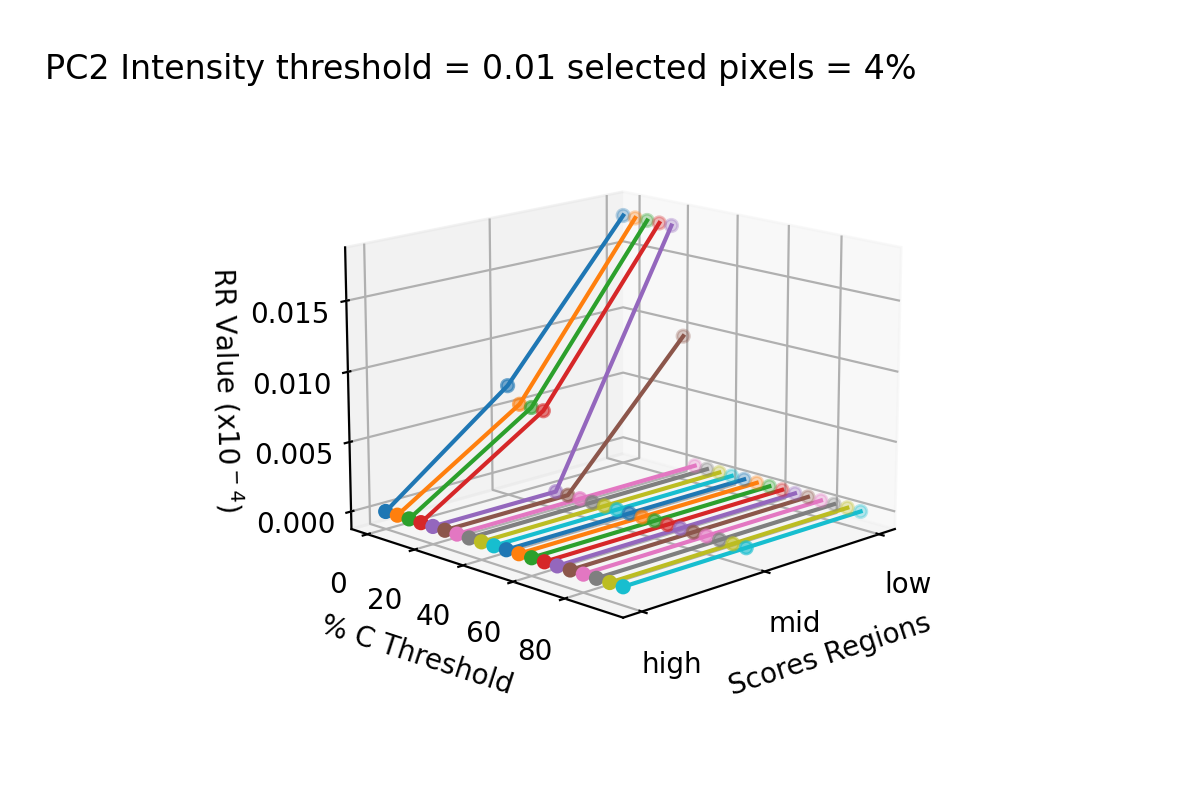 PC2 Intensity threshold = 0.01 selected pixels = 4%
RR Value (x10⁻⁴)
0.015
0.010
0.005
0.000
0
20
40
60
80
% C Threshold
high
mid
low
Scores Regions